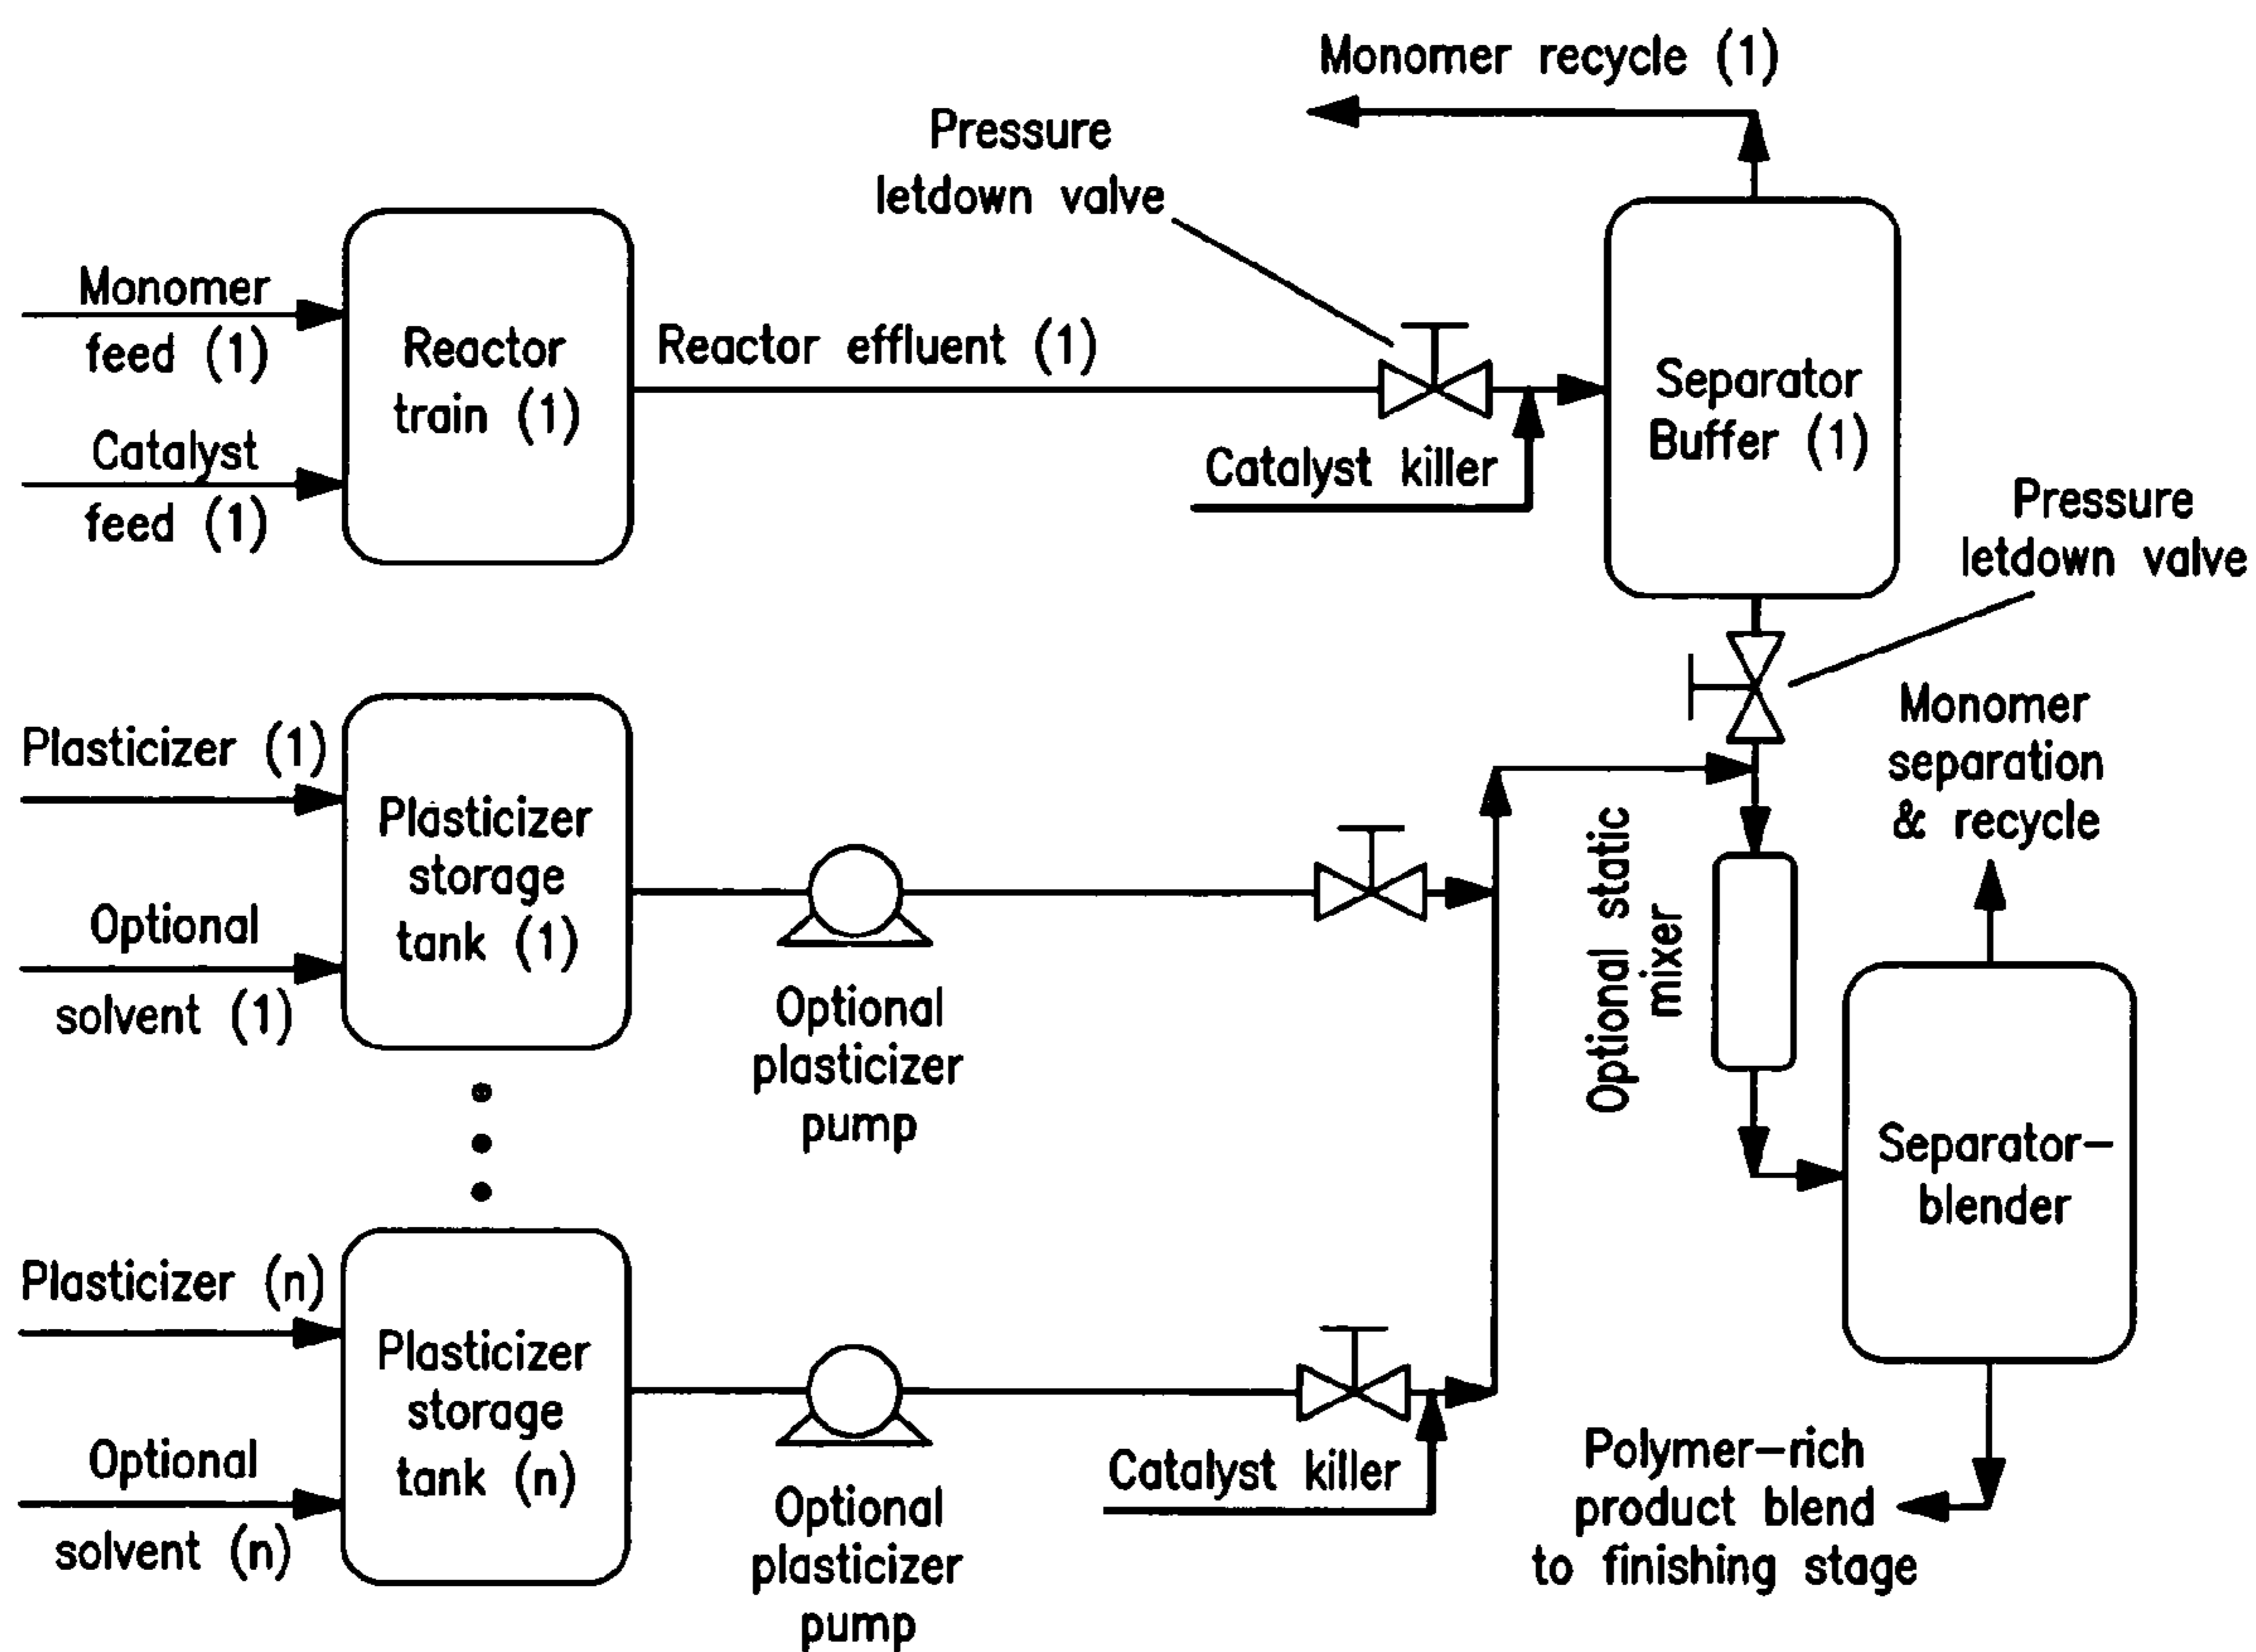 Monomer recycle (1)
Pressure
letdown valve
Monomer
feed (1)
Catalyst
feed (1)
Reactor
train (1)
Reactor effluent (1)
Catalyst killer
Separator
Buffer (1)
Pressure
letdown valve
Plasticizer (1)
Optional
solvent (1)
Plasticizer
storage
tank (1)
Optional
plasticizer
pump
Optional static
mixer
Monomer
separation
& recycle
Separator-
blender
Plasticizer (n)
Optional
solvent (n)
Plasticizer
storage
tank (n)
Optional
plasticizer
pump
Catalyst killer
Polymer-rich
product blend
to finishing stage